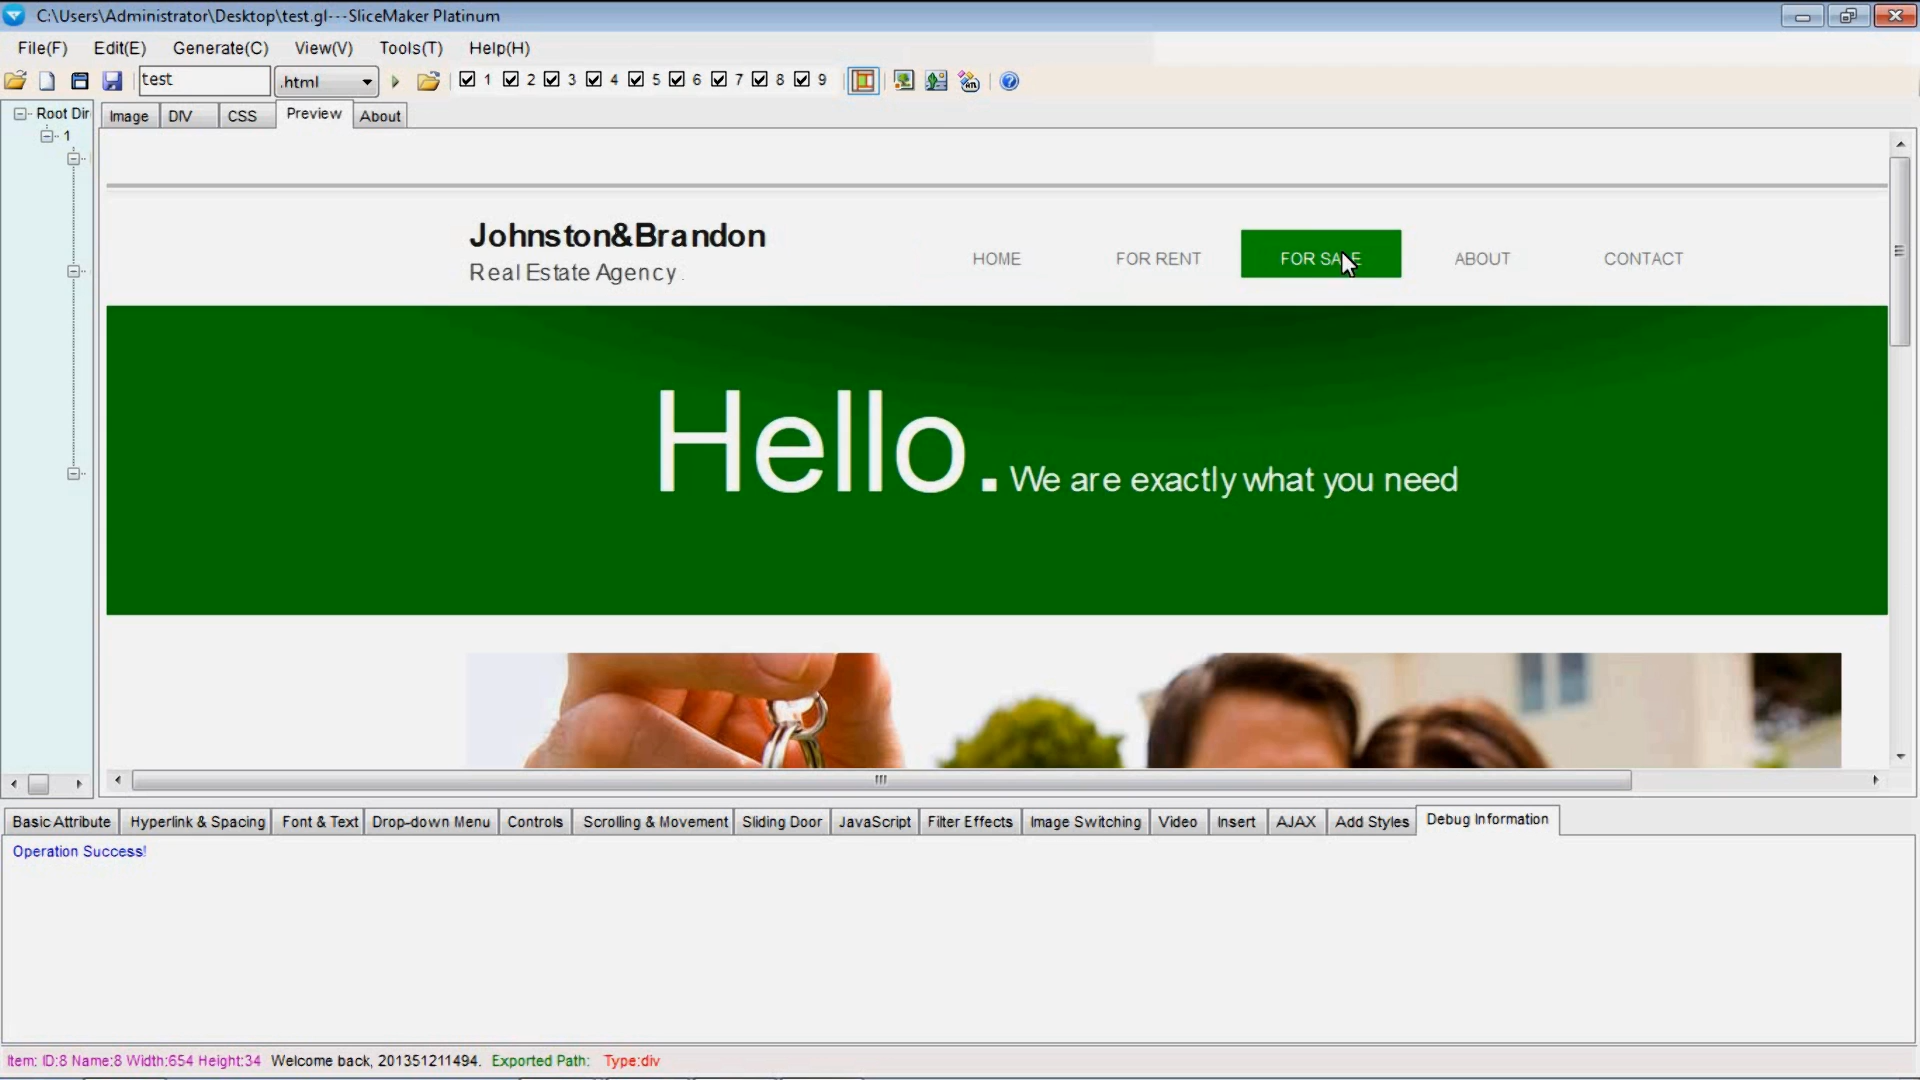 C:\Users\Administrator\Desktop\test.gl---SliceMaker Platinum
File(F) Edit(E) Generate(C) View(V) Tools(T) Help(H)
test .html 1 2 3 4 5 6 7 8 9
Root Dir
1
Image DIV CSS Preview About
Johnston&Brandon
Real Estate Agency.
HOME FOR RENT FOR SALE ABOUT CONTACT
Hello. We are exactly what you need
Basic Attribute Hyperlink & Spacing Font & Text Drop-down Menu Controls Scrolling & Movement Sliding Door JavaScript Filter Effects Image Switching Video Insert AJAX Add Styles Debug Information
Operation Success!
Item: ID:8 Name:8 Width:654 Height:34 Welcome back, 201351211494. Exported Path: Type:div